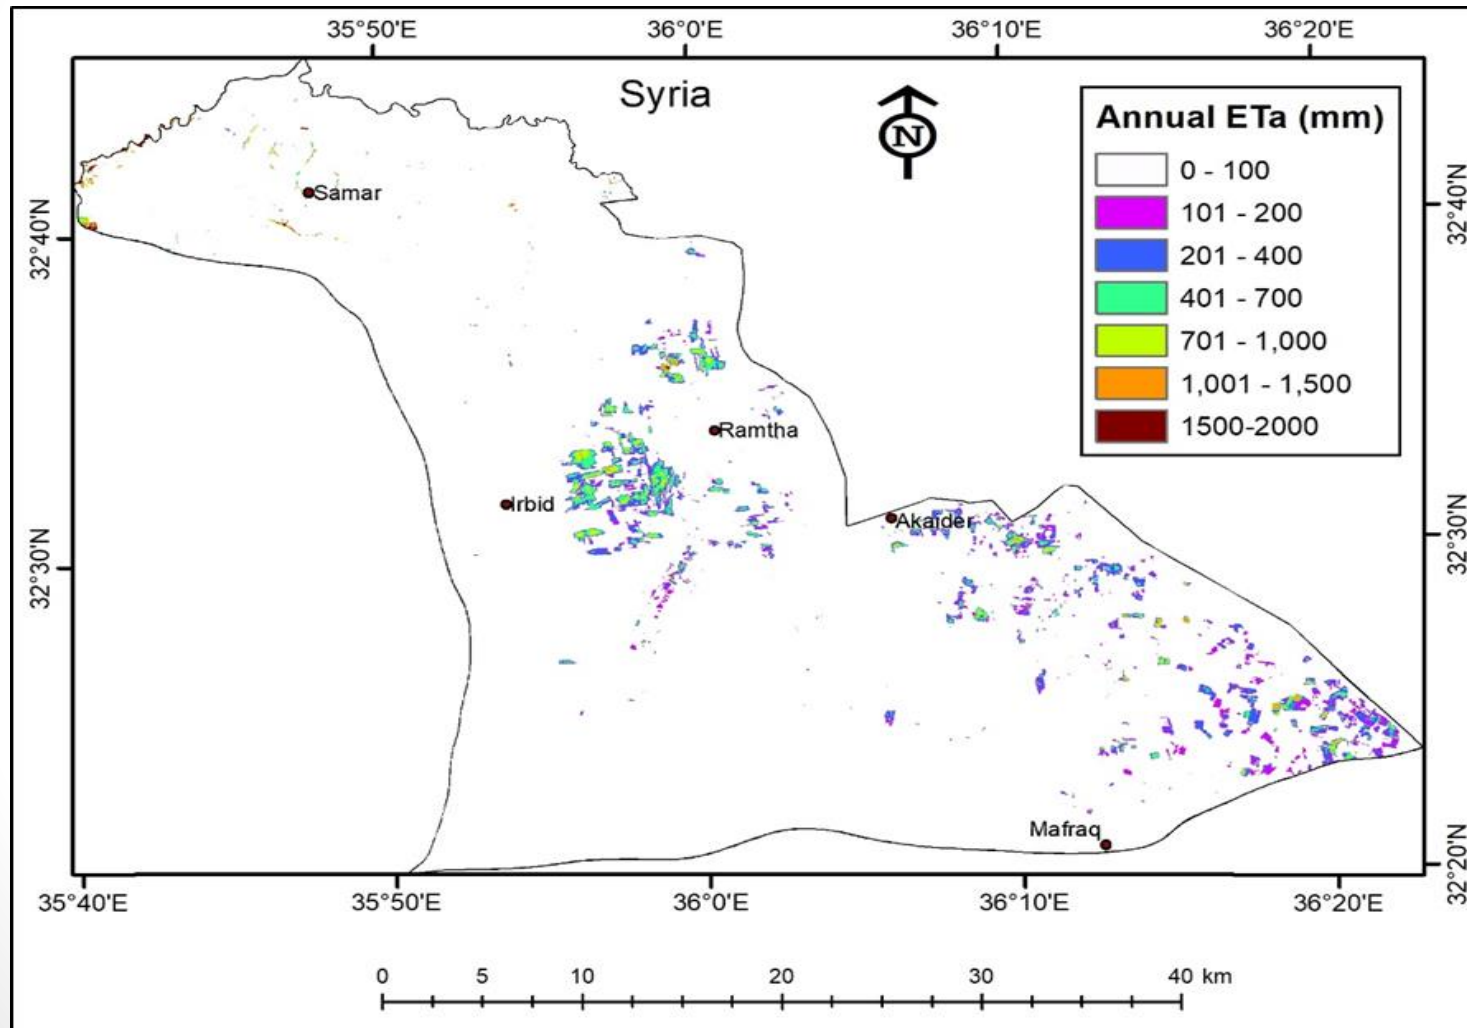 35°50'E 36°0'E 36°10'E 36°20'E
Syria
N
Annual ETa (mm)
0 - 100
101 - 200
201 - 400
401 - 700
701 - 1,000
1,001 - 1,500
1500-2000
Samar
32°40'N
32°40'N
Ramtha
Irbid
Akaider
32°30'N
32°30'N
Mafraq
32°20'N
35°40'E 35°50'E 36°0'E 36°10'E 36°20'E
0 5 10 20 30 40 km